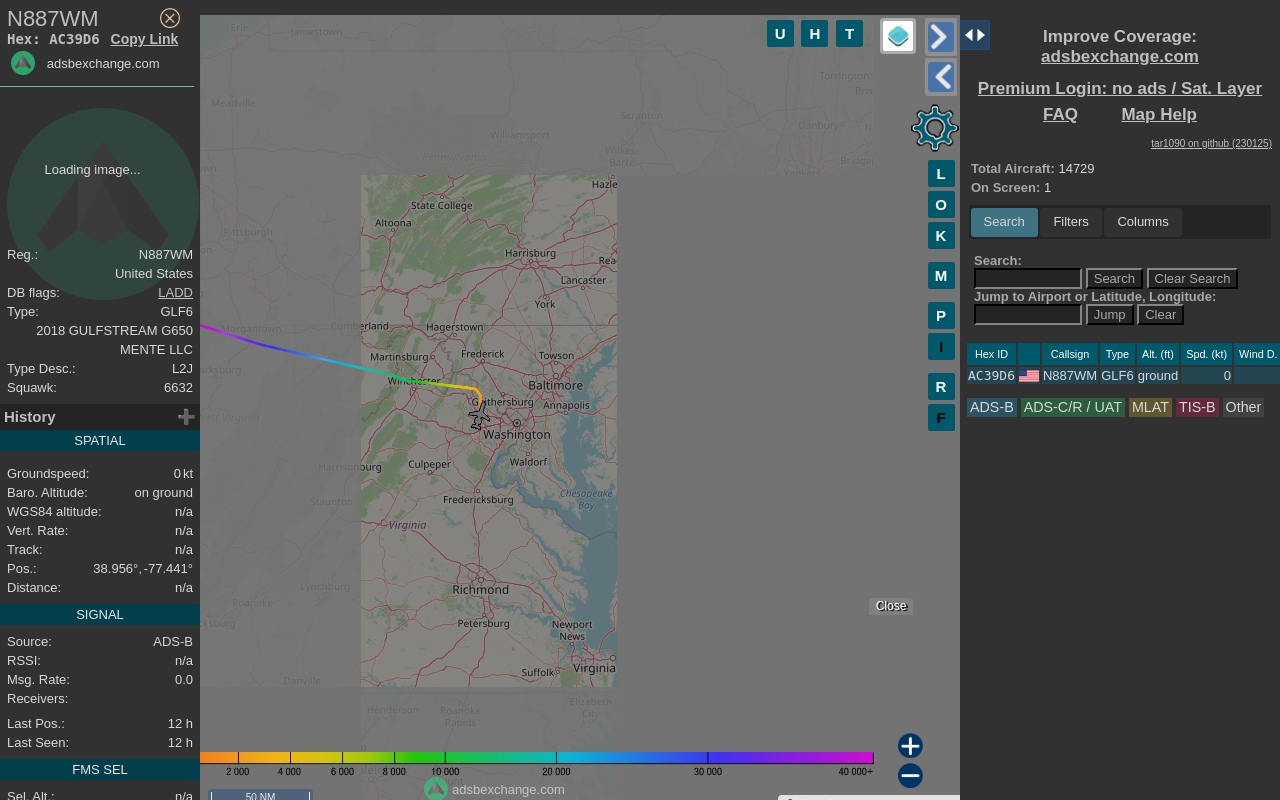 N887WM
Hex: AC39D6 Copy Link
adsbexchange.com
Loading image...
Reg.: N887WM
United States
DB flags: LADD
Type: GLF6
2018 GULFSTREAM G650
MENTE LLC
Type Desc.: L2J
Squawk: 6632
History
SPATIAL
Groundspeed: 0 kt
Baro. Altitude: on ground
WGS84 altitude: n/a
Vert. Rate: n/a
Track: n/a
Pos.: 38.956°, -77.441°
Distance: n/a
SIGNAL
Source: ADS-B
RSSI: n/a
Msg. Rate: 0.0
Receivers:
Last Pos.: 12 h
Last Seen: 12 h
FMS SEL
Sel. Alt.: n/a
U H T
Erie
Jamestown
Meadville
Scranton
Williamsport
Danbury
Pennsylvania
Wilkes-
Barre
Hazle
State College
Altoona
Pittsburgh
Harrisburg
Rea
Lancaster
York
Morgantown
Cumberland
Hagerstown
Martinsburg
Frederick
Towson
Winchester
Baltimore
Gaithersburg
Annapolis
West Virginia
Washington
Culpeper
Waldorf
Harrisonburg
Fredericksburg
Chesapeake
Bay
Staunton
Virginia
Lynchburg
Richmond
Roanoke
Petersburg
Newport
News
Virginia
Suffolk
Danville
Henderson
Roanoke
Rapids
Elizabeth
City
L
O
K
M
P
I
R
F
Close
2 000 4 000 6 000 8 000 10 000 20 000 30 000 40 000+
adsbexchange.com
50 NM
Improve Coverage:
adsbexchange.com
Premium Login: no ads / Sat. Layer
FAQ Map Help
tar1090 on github (230125)
Total Aircraft: 14729
On Screen: 1
Search Filters Columns
Search:
Search Clear Search
Jump to Airport or Latitude, Longitude:
Jump Clear
Hex ID Callsign Type Alt. (ft) Spd. (kt) Wind D.
AC39D6 N887WM GLF6 ground 0
ADS-B ADS-C/R / UAT MLAT TIS-B Other